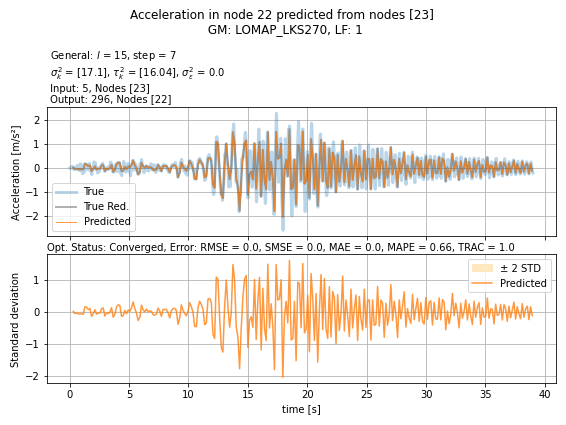 Acceleration in node 22 predicted from nodes [23]
GM: LOMAP_LKS270, LF: 1
General: l = 15, step = 7
σ²ₖ = [17.1], τ²ₖ = [16.04], σ²ε = 0.0
Input: 5, Nodes [23]
Output: 296, Nodes [22]
Acceleration [m/s²]
2
1
0
−1
−2
True
True Red.
Predicted
Opt. Status: Converged, Error: RMSE = 0.0, SMSE = 0.0, MAE = 0.0, MAPE = 0.66, TRAC = 1.0
Standard deviation
1
0
−1
−2
± 2 STD
Predicted
0 5 10 15 20 25 30 35 40
time [s]